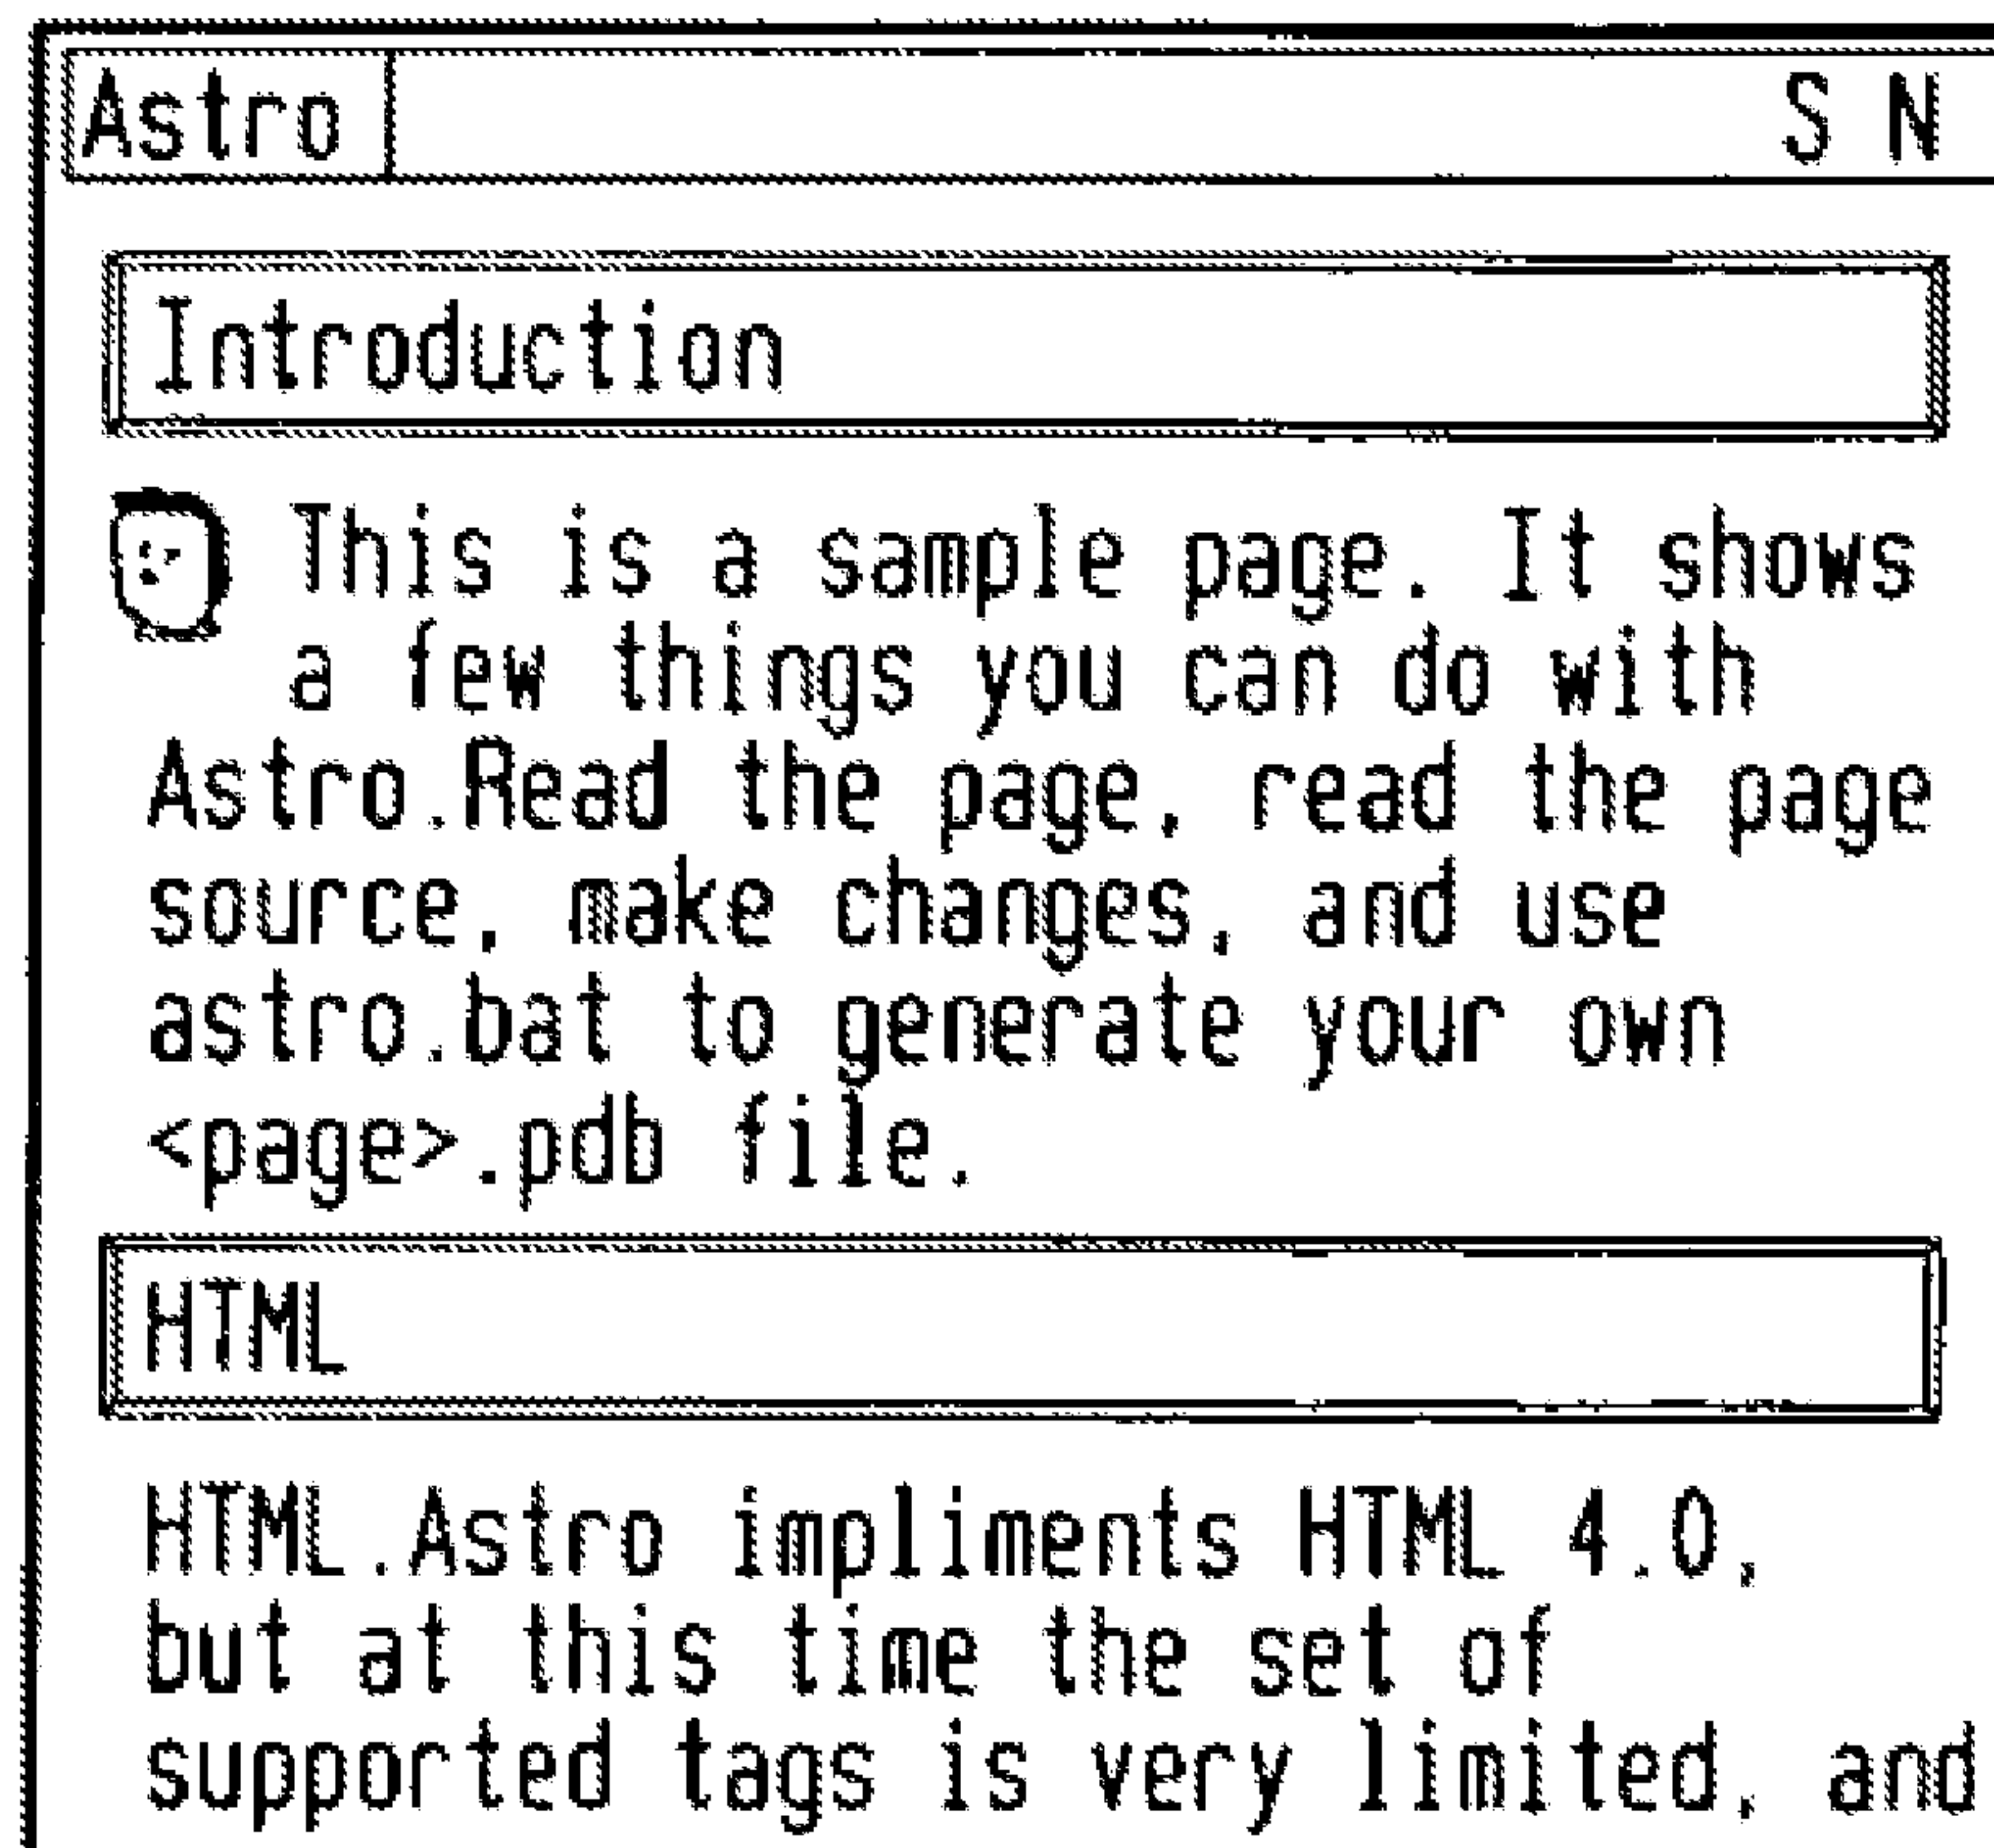 Astro S N
Introduction
This is a sample page. It shows
a few things you can do with
Astro.Read the page, read the page
source, make changes, and use
astro.bat to generate your own
<page>.pdb file.
HTML
HTML.Astro impliments HTML 4.0,
but at this time the set of
supported tags is very limited, and